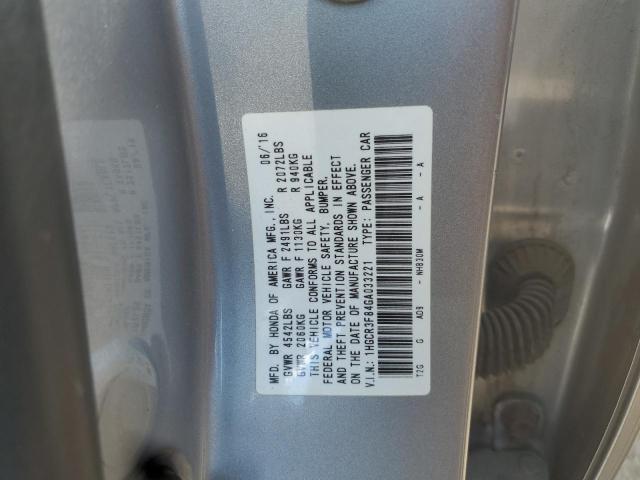 MFD. BY HONDA OF AMERICA MFG., INC. 06/16
GVWR 4542LBS GAWR F 2491LBS R 2072LBS
GVWR 2060KG GAWR F 1130KG R 940KG
THIS VEHICLE CONFORMS TO ALL APPLICABLE
FEDERAL MOTOR VEHICLE SAFETY, BUMPER,
AND THEFT PREVENTION STANDARDS IN EFFECT
ON THE DATE OF MANUFACTURE SHOWN ABOVE.
V.I.N.: 1HGCR3F84GA033221 TYPE: PASSENGER CAR
T2G G A03 - NH830M - A - A